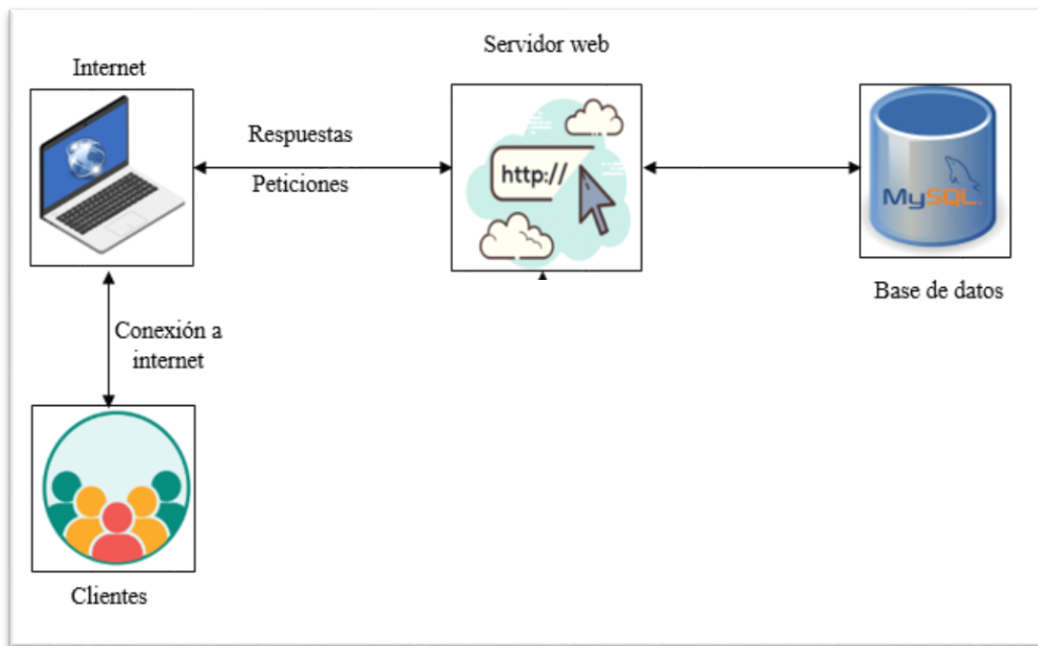 Servidor web
Internet
Respuestas
Peticiones
http://
MySQL
Base de datos
Conexión a
internet
Clientes